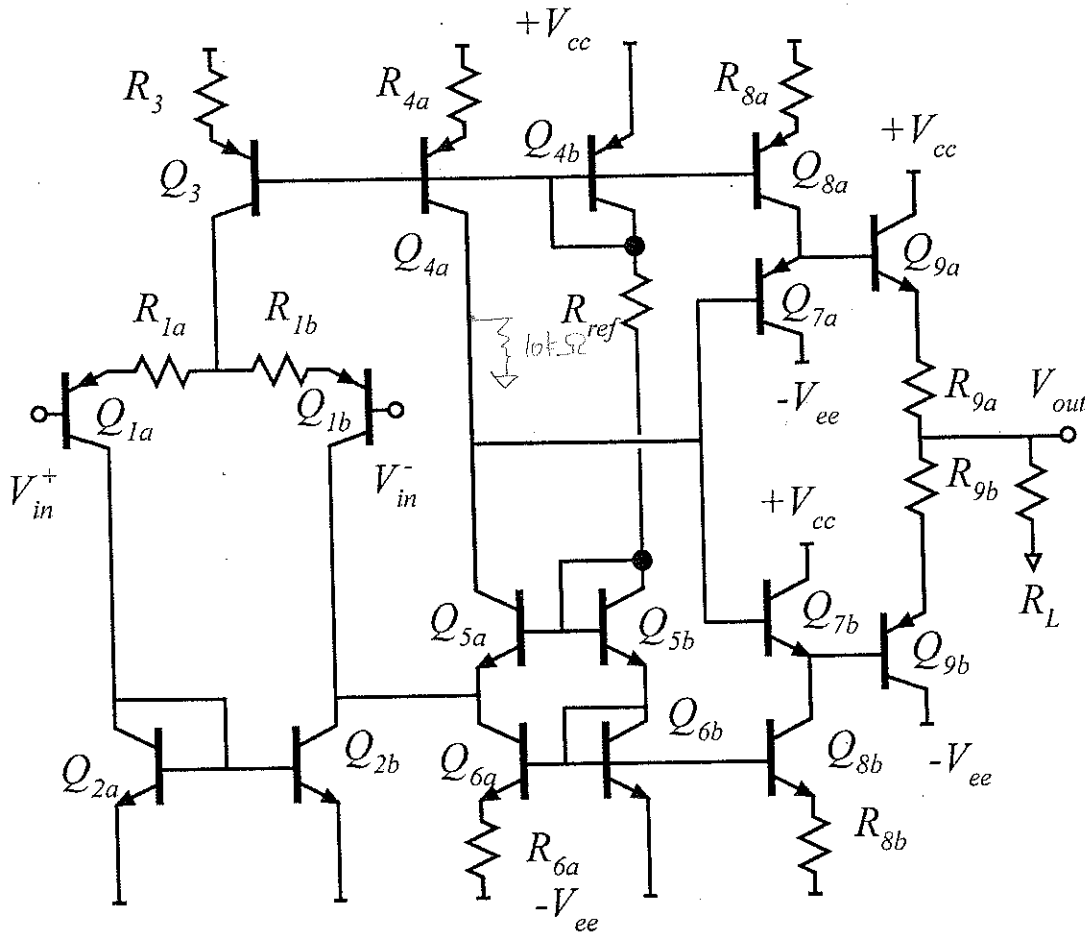 +V_cc
R_3
R_4a
R_8a
Q_4b
+V_cc
Q_3
Q_8a
Q_4a
Q_9a
R_1a
R_1b
R_ref
Q_7a
10kΩ
Q_1a
Q_1b
-V_ee
R_9a
V_out
V_in^+
V_in^-
+V_cc
R_9b
R_L
Q_5a
Q_5b
Q_7b
Q_9b
Q_6b
Q_2a
Q_2b
Q_6a
Q_8b
-V_ee
R_6a
R_8b
-V_ee